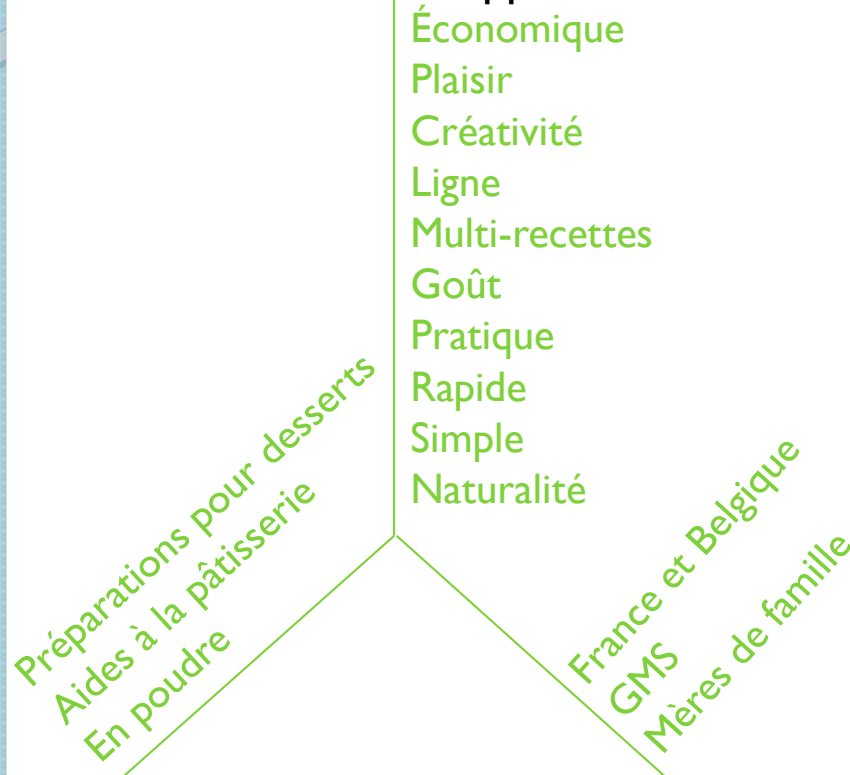 Économique
Plaisir
Créativité
Ligne
Multi-recettes
Goût
Pratique
Rapide
Simple
Naturalité
Préparations pour desserts
Aides à la pâtisserie
En poudre
France et Belgique
GMS
Mères de famille